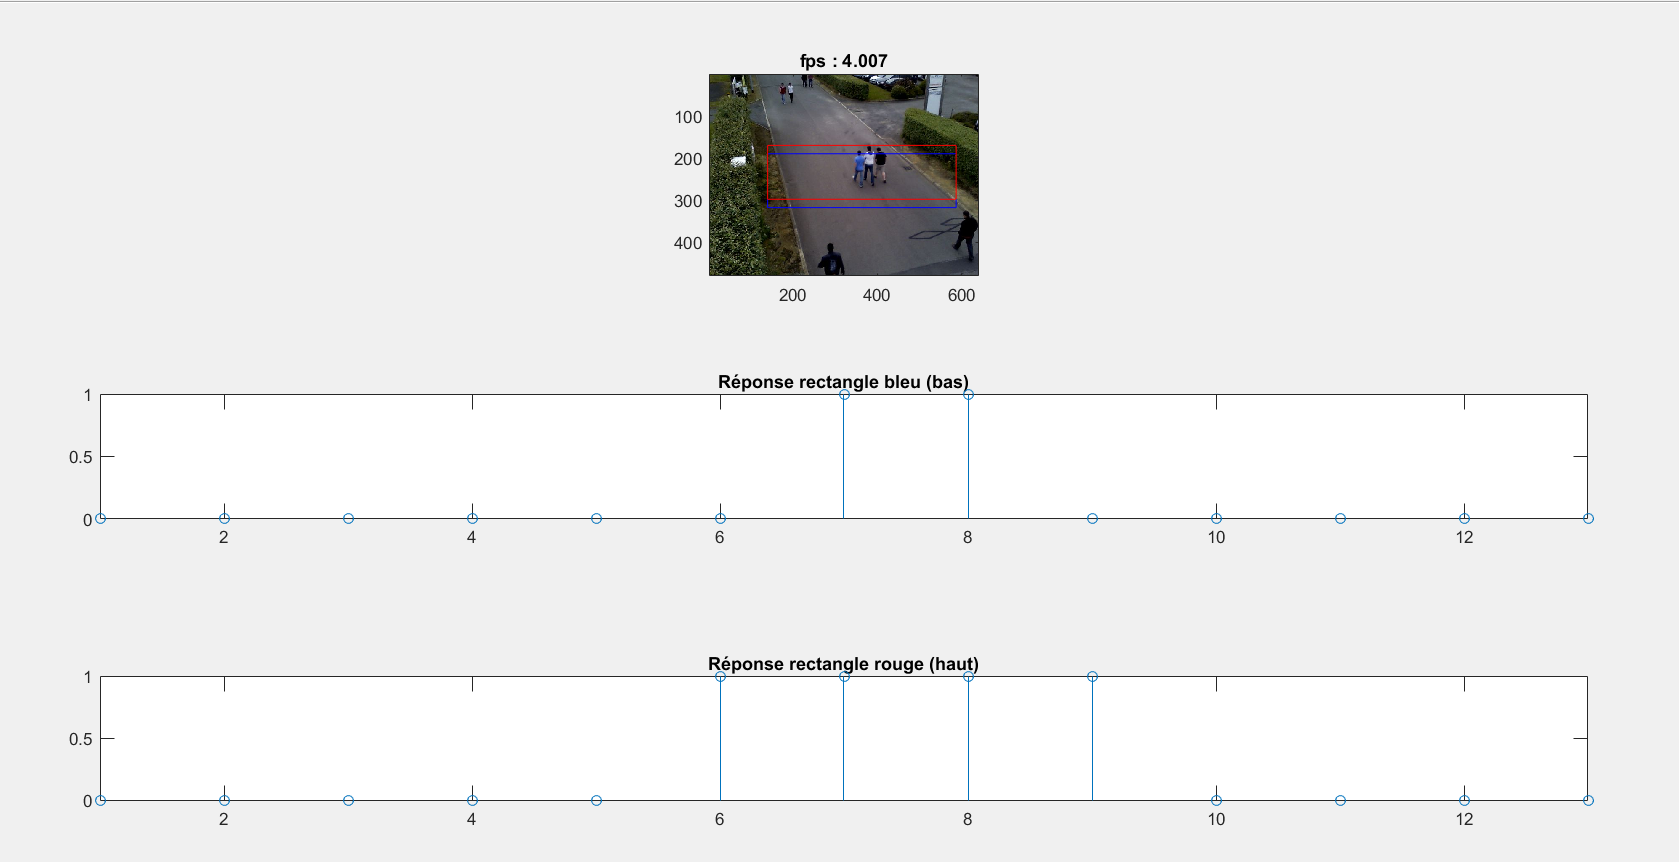 fps : 4.007
100
200
300
400
200 400 600
Réponse rectangle bleu (bas)
1
0.5
0
2 4 6 8 10 12
Réponse rectangle rouge (haut)
1
0.5
0
2 4 6 8 10 12